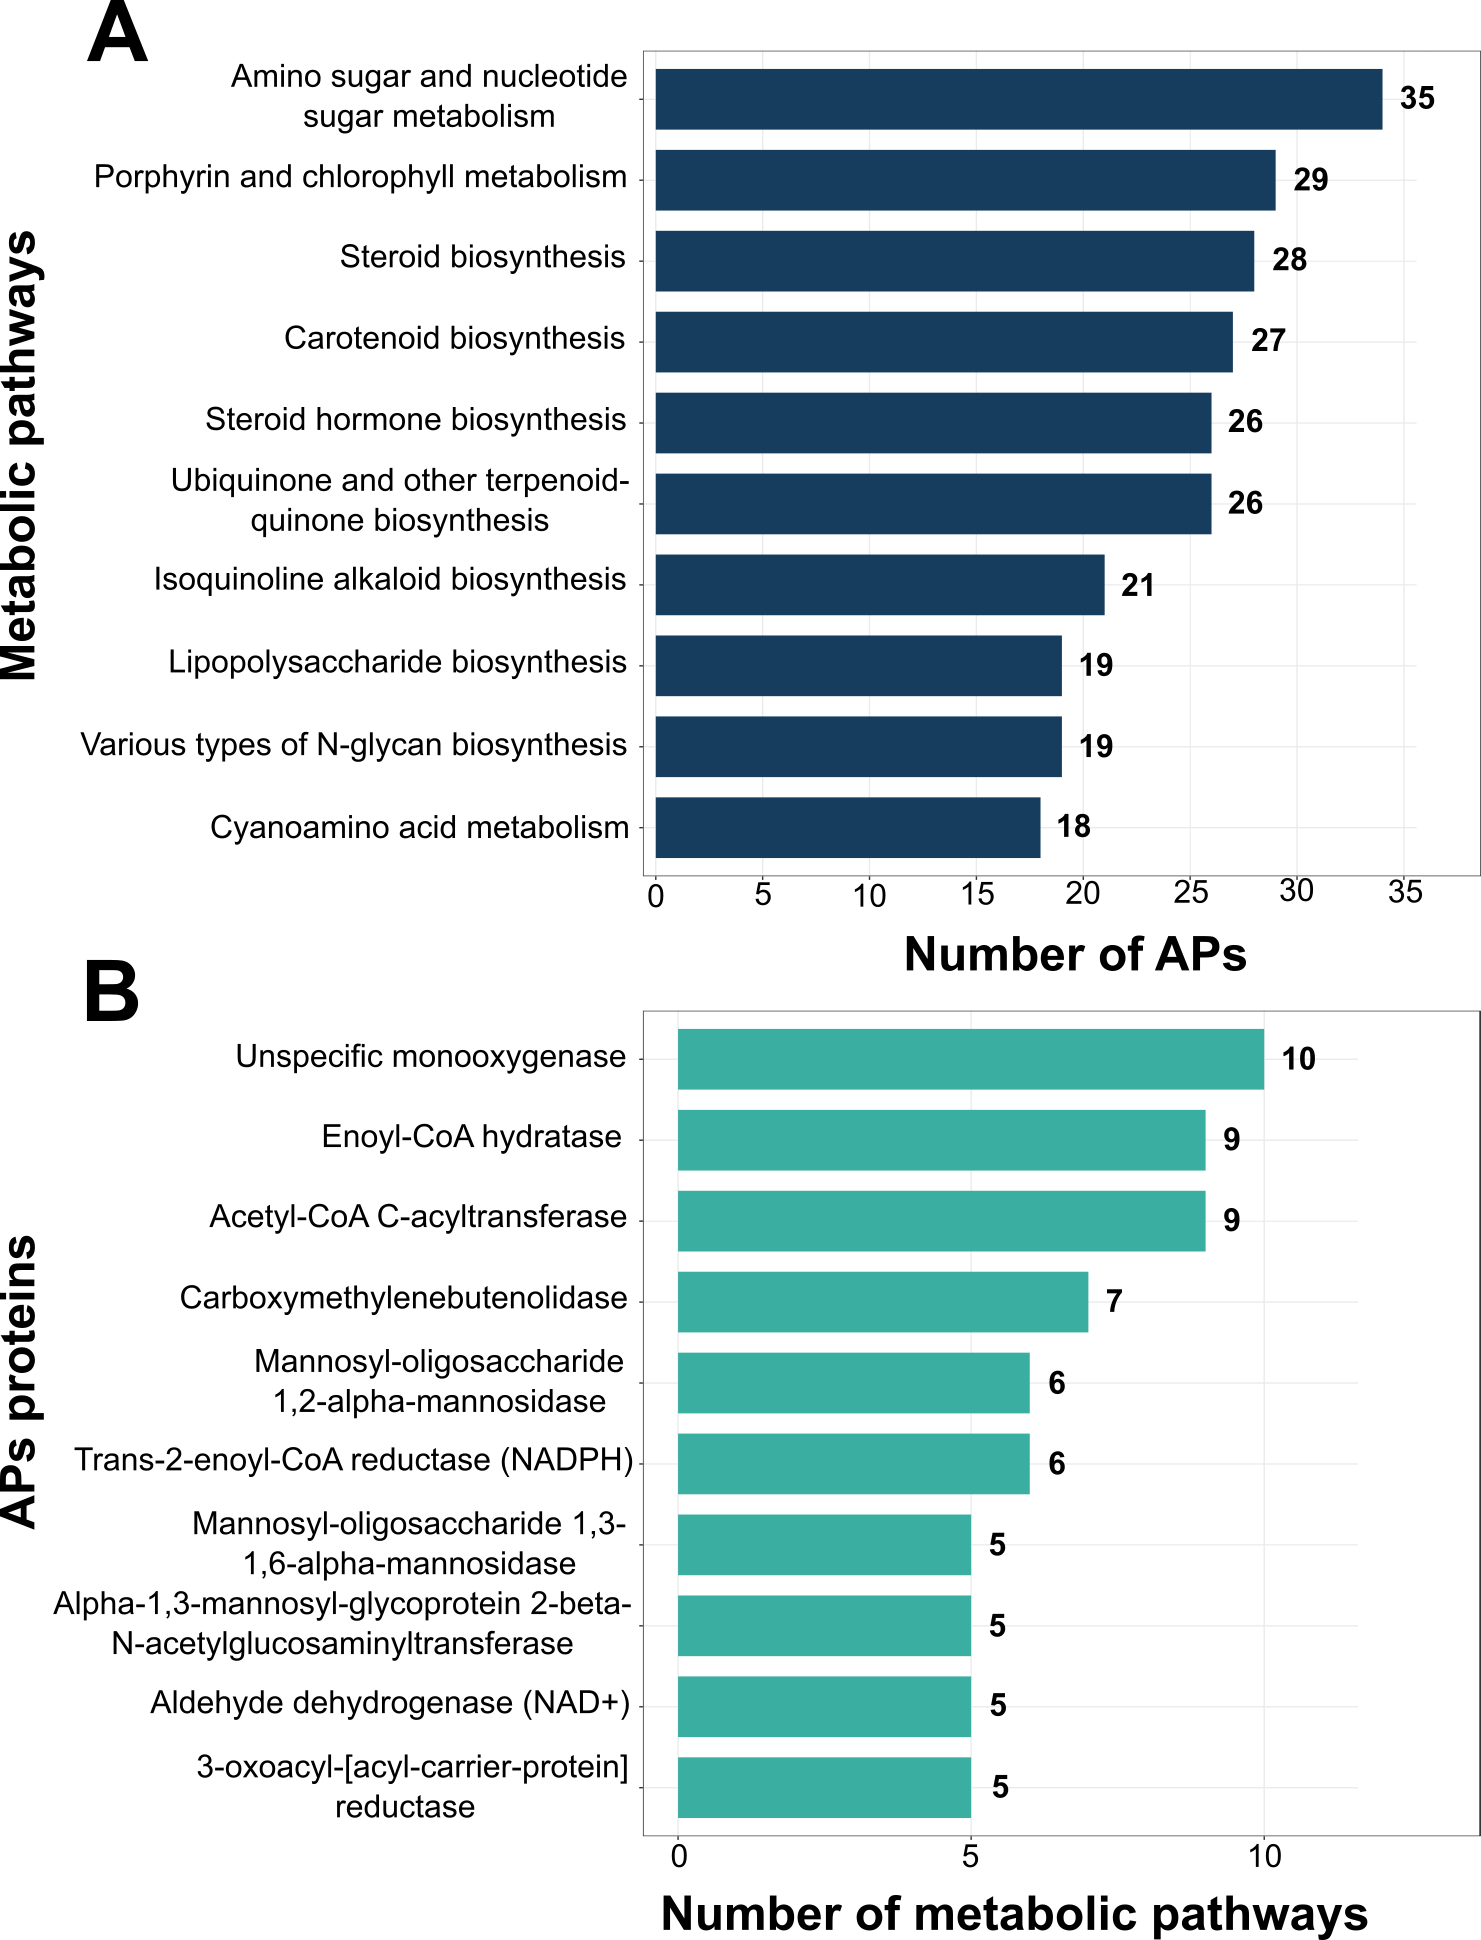 A
Metabolic pathways
Amino sugar and nucleotide
sugar metabolism
35
Porphyrin and chlorophyll metabolism
29
Steroid biosynthesis
28
Carotenoid biosynthesis
27
Steroid hormone biosynthesis
26
Ubiquinone and other terpenoid-
quinone biosynthesis
26
Isoquinoline alkaloid biosynthesis
21
Lipopolysaccharide biosynthesis
19
Various types of N-glycan biosynthesis
19
Cyanoamino acid metabolism
18
0 5 10 15 20 25 30 35
Number of APs
B
APs proteins
Unspecific monooxygenase
10
Enoyl-CoA hydratase
9
Acetyl-CoA C-acyltransferase
9
Carboxymethylenebutenolidase
7
Mannosyl-oligosaccharide
1,2-alpha-mannosidase
6
Trans-2-enoyl-CoA reductase (NADPH)
6
Mannosyl-oligosaccharide 1,3-
1,6-alpha-mannosidase
5
Alpha-1,3-mannosyl-glycoprotein 2-beta-
N-acetylglucosaminyltransferase
5
Aldehyde dehydrogenase (NAD+)
5
3-oxoacyl-[acyl-carrier-protein]
reductase
5
0 5 10
Number of metabolic pathways